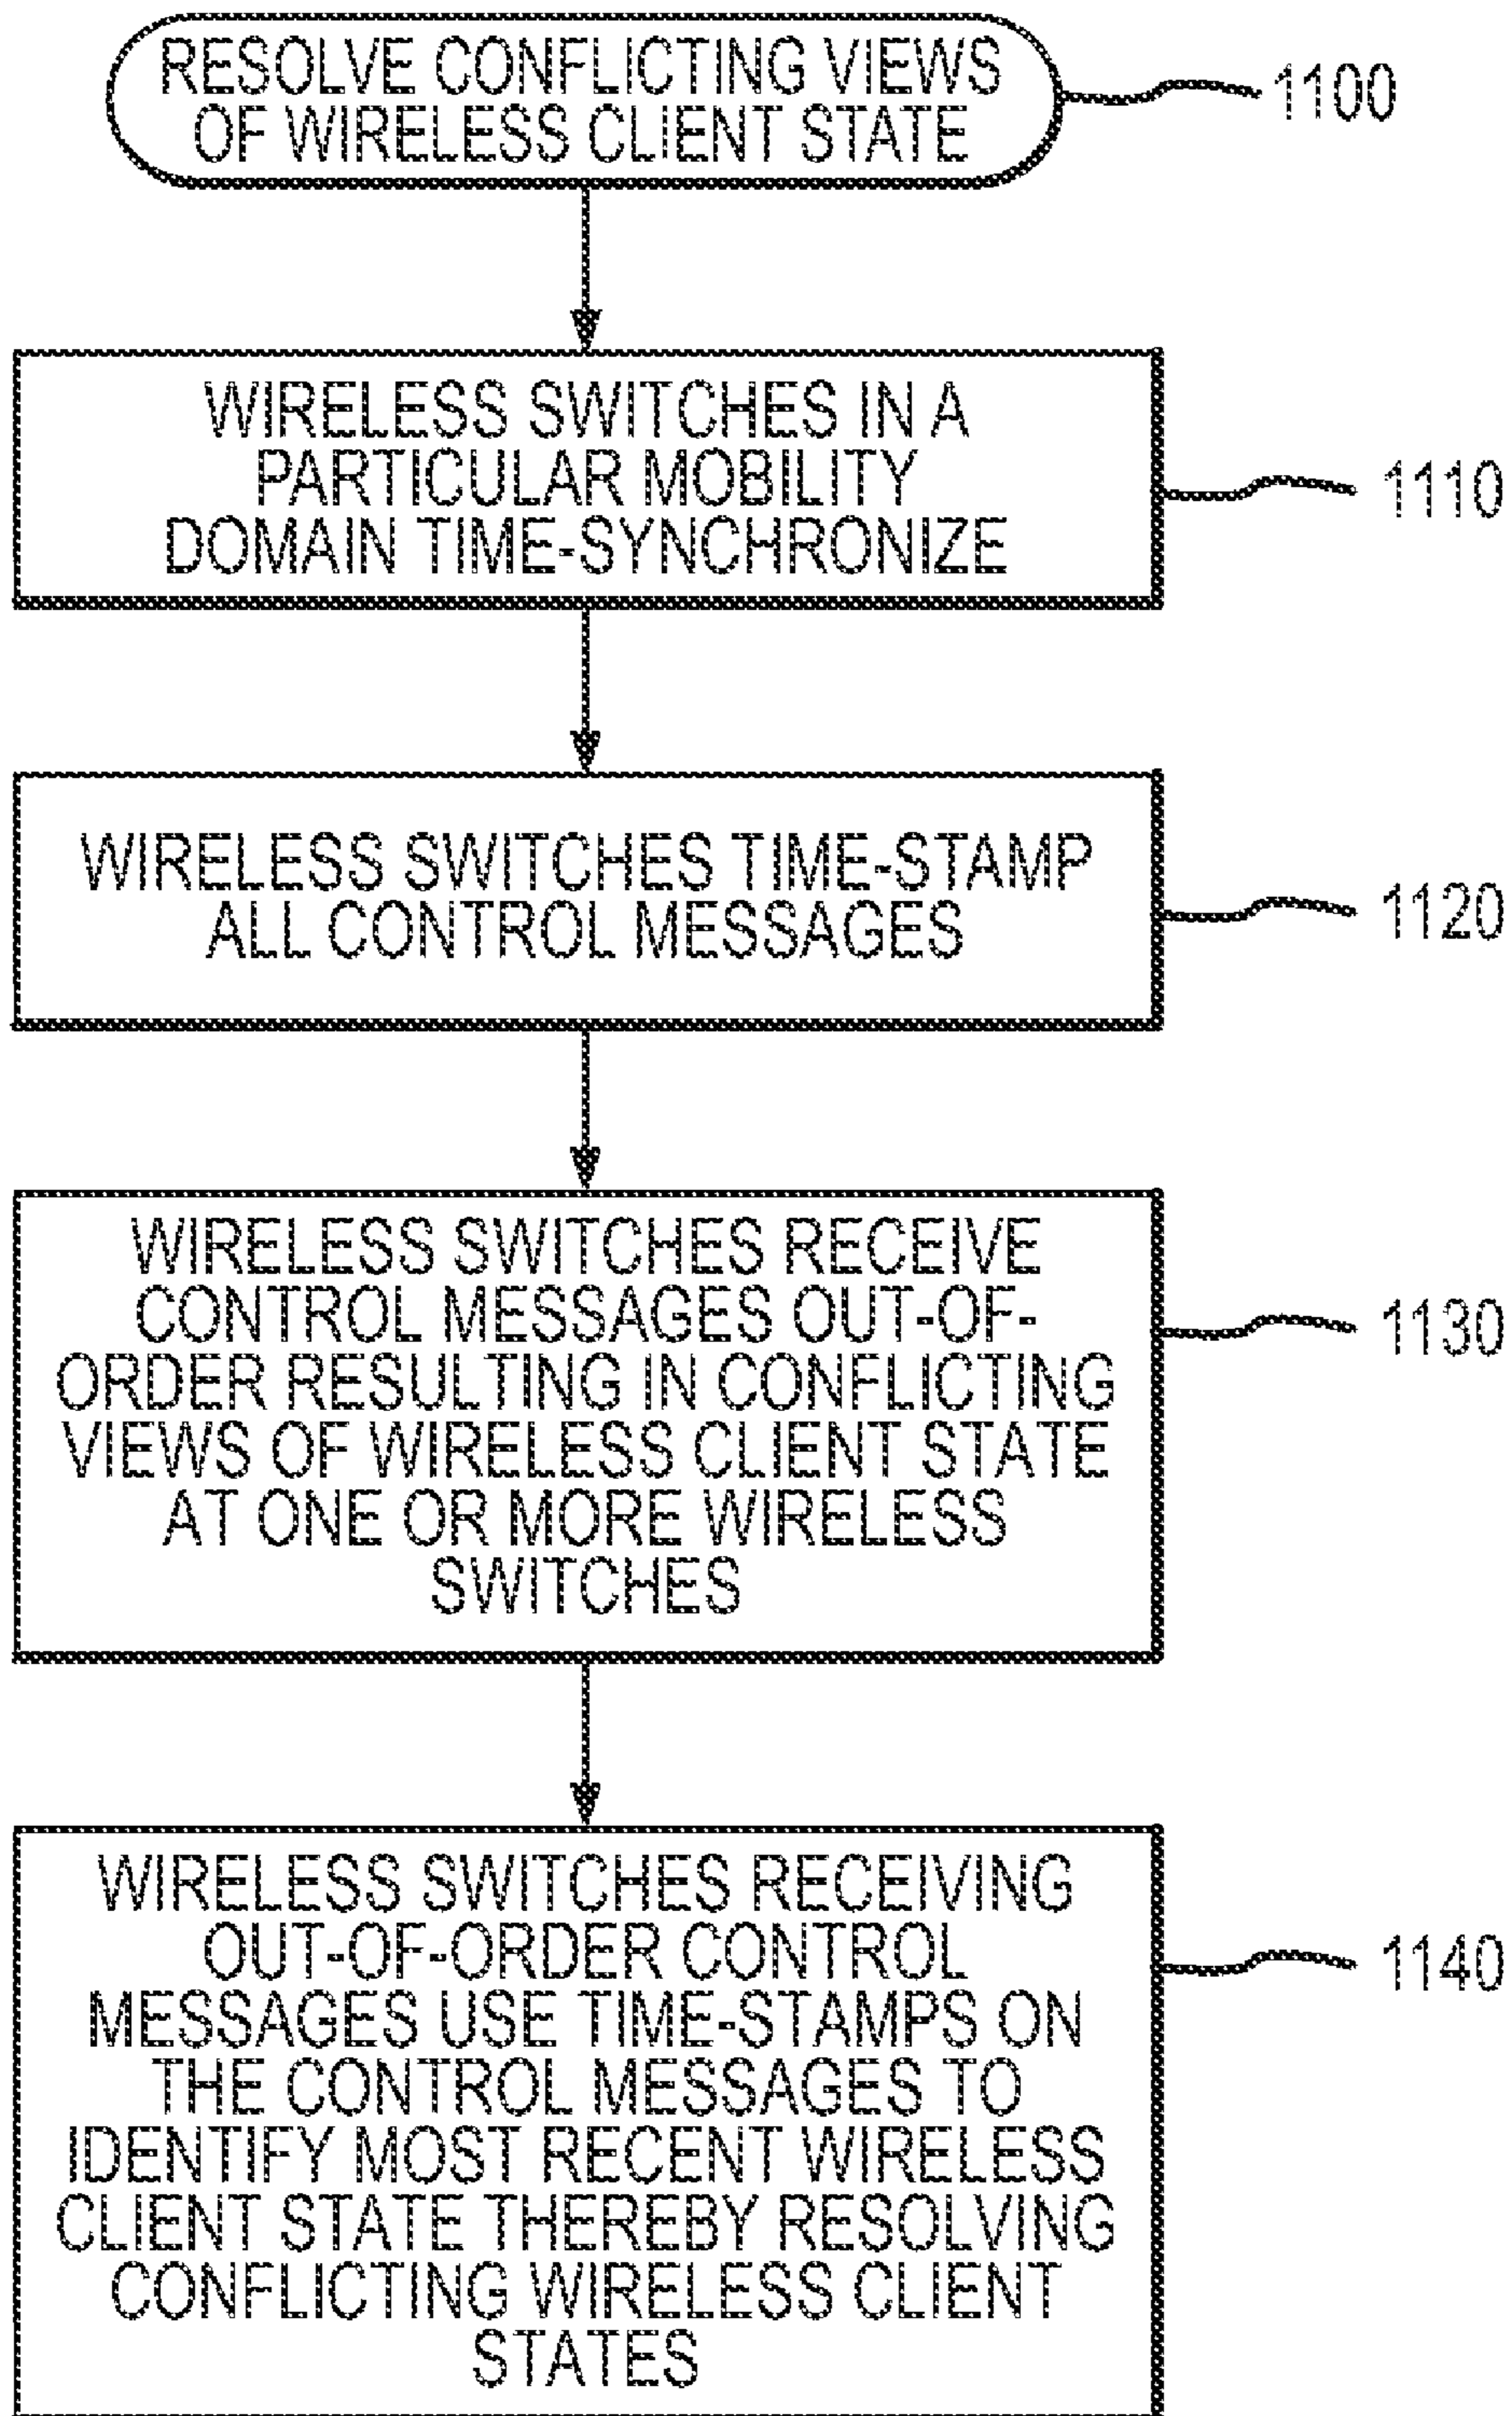 RESOLVE CONFLICTING VIEWS
OF WIRELESS CLIENT STATE
1100
WIRELESS SWITCHES IN A
PARTICULAR MOBILITY
DOMAIN TIME-SYNCHRONIZE
1110
WIRELESS SWITCHES TIME-STAMP
ALL CONTROL MESSAGES
1120
WIRELESS SWITCHES RECEIVE
CONTROL MESSAGES OUT-OF-
ORDER RESULTING IN CONFLICTING
VIEWS OF WIRELESS CLIENT STATE
AT ONE OR MORE WIRELESS
SWITCHES
1130
WIRELESS SWITCHES RECEIVING
OUT-OF-ORDER CONTROL
MESSAGES USE TIME-STAMPS ON
THE CONTROL MESSAGES TO
IDENTIFY MOST RECENT WIRELESS
CLIENT STATE THEREBY RESOLVING
CONFLICTING WIRELESS CLIENT
STATES
1140